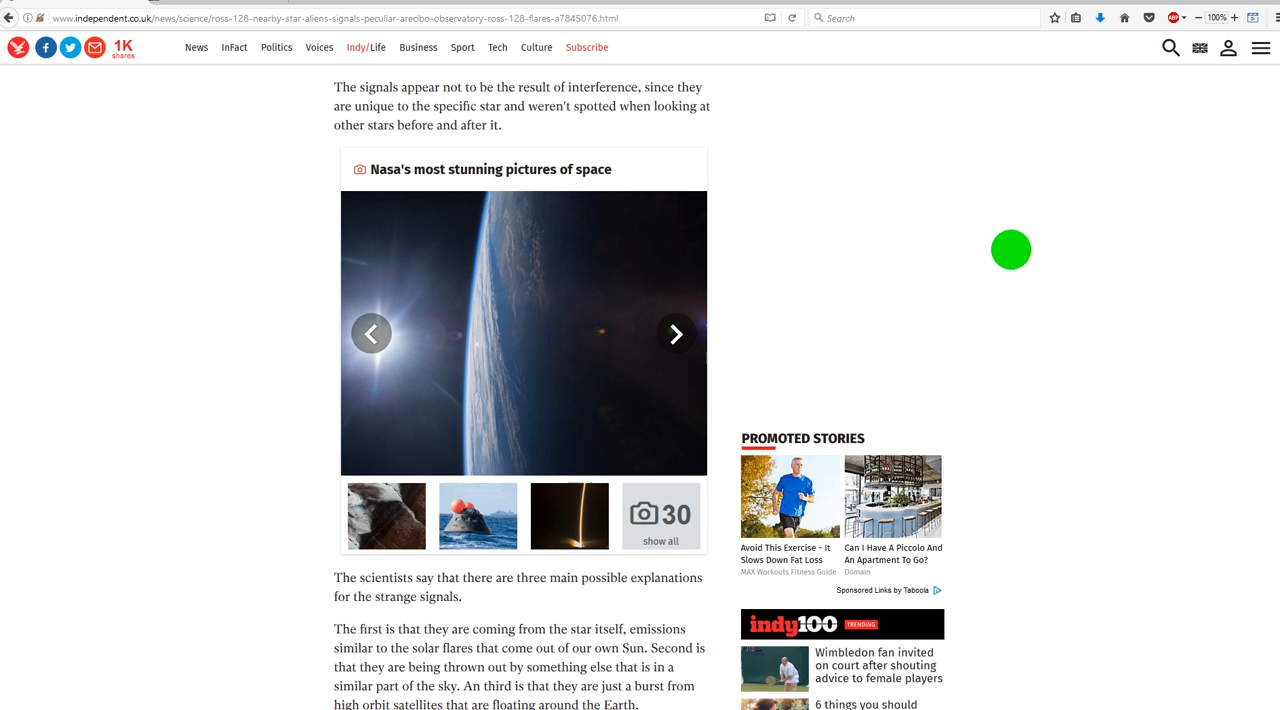 www.independent.co.uk/news/science/ross-128-nearby-star-aliens-signals-peculiar-arecibo-observatory-ross-128-flares-a7845076.html
Search
ABP
100%
1K
shares
News InFact Politics Voices Indy/Life Business Sport Tech Culture Subscribe
The signals appear not to be the result of interference, since they
are unique to the specific star and weren't spotted when looking at
other stars before and after it.
Nasa's most stunning pictures of space
30
show all
The scientists say that there are three main possible explanations
for the strange signals.
The first is that they are coming from the star itself, emissions
similar to the solar flares that come out of our own Sun. Second is
that they are being thrown out by something else that is in a
similar part of the sky. An third is that they are just a burst from
high orbit satellites that are floating around the Earth.
PROMOTED STORIES
Avoid This Exercise - It
Slows Down Fat Loss
MAX Workouts Fitness Guide
Can I Have A Piccolo And
An Apartment To Go?
Domain
Sponsored Links by Taboola
indy100 TRENDING
Wimbledon fan invited
on court after shouting
advice to female players
6 things you should